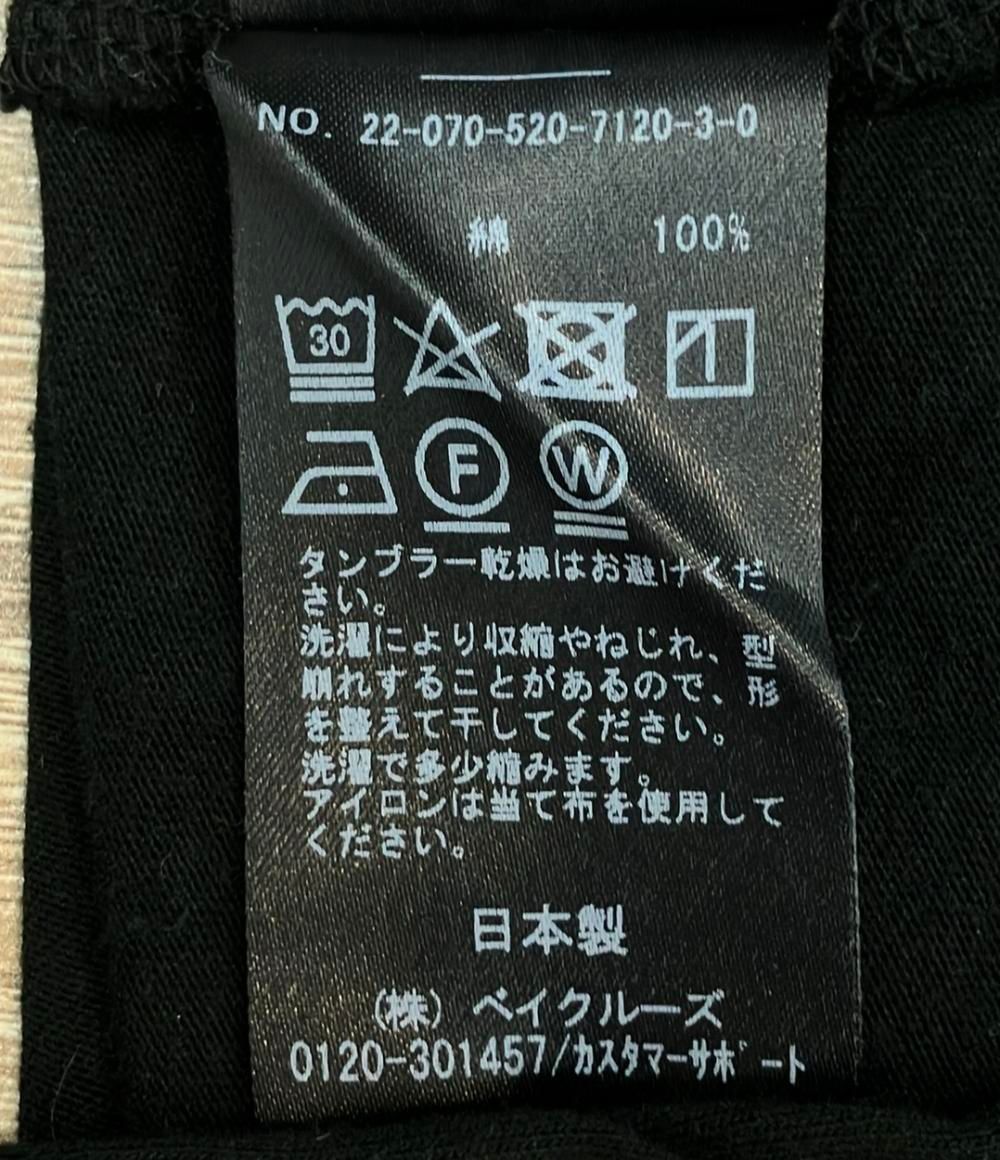 NO. 22-070-520-7120-3-0
綿 100%
30
F W
タンブラー乾燥はお避けくだ
さい。
洗濯により収縮やねじれ、型
崩れすることがあるので、形
を整えて干してください。
洗濯で多少縮みます。
アイロンは当て布を使用して
ください。
日本製
(株) ベイクルーズ
0120-301457/カスタマーサポート